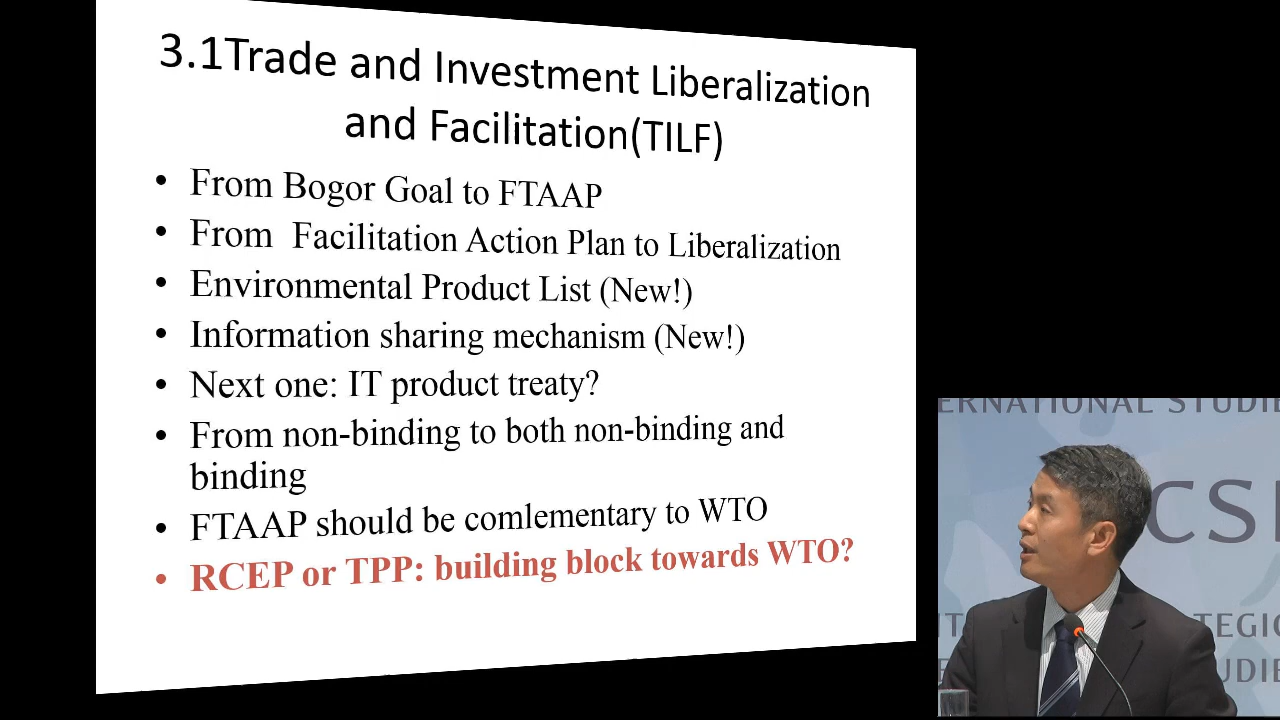 3.1Trade and Investment Liberalization
and Facilitation(TILF)
• From Bogor Goal to FTAAP
• From Facilitation Action Plan to Liberalization
• Environmental Product List (New!)
• Information sharing mechanism (New!)
• Next one: IT product treaty?
• From non-binding to both non-binding and
binding
• FTAAP should be comlementary to WTO
• RCEP or TPP: building block towards WTO?
ERNATIONAL STUDIE
CSI
TEGIC
UDIE